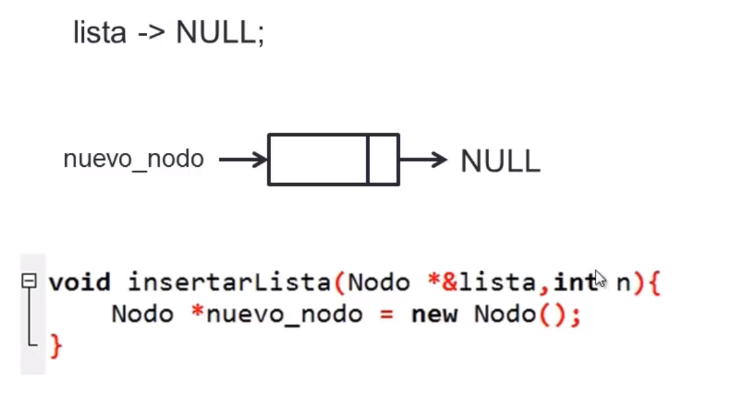 lista -> NULL;
nuevo_nodo
NULL
void insertarLista(Nodo *&lista,int n){
Nodo *nuevo_nodo = new Nodo();
}